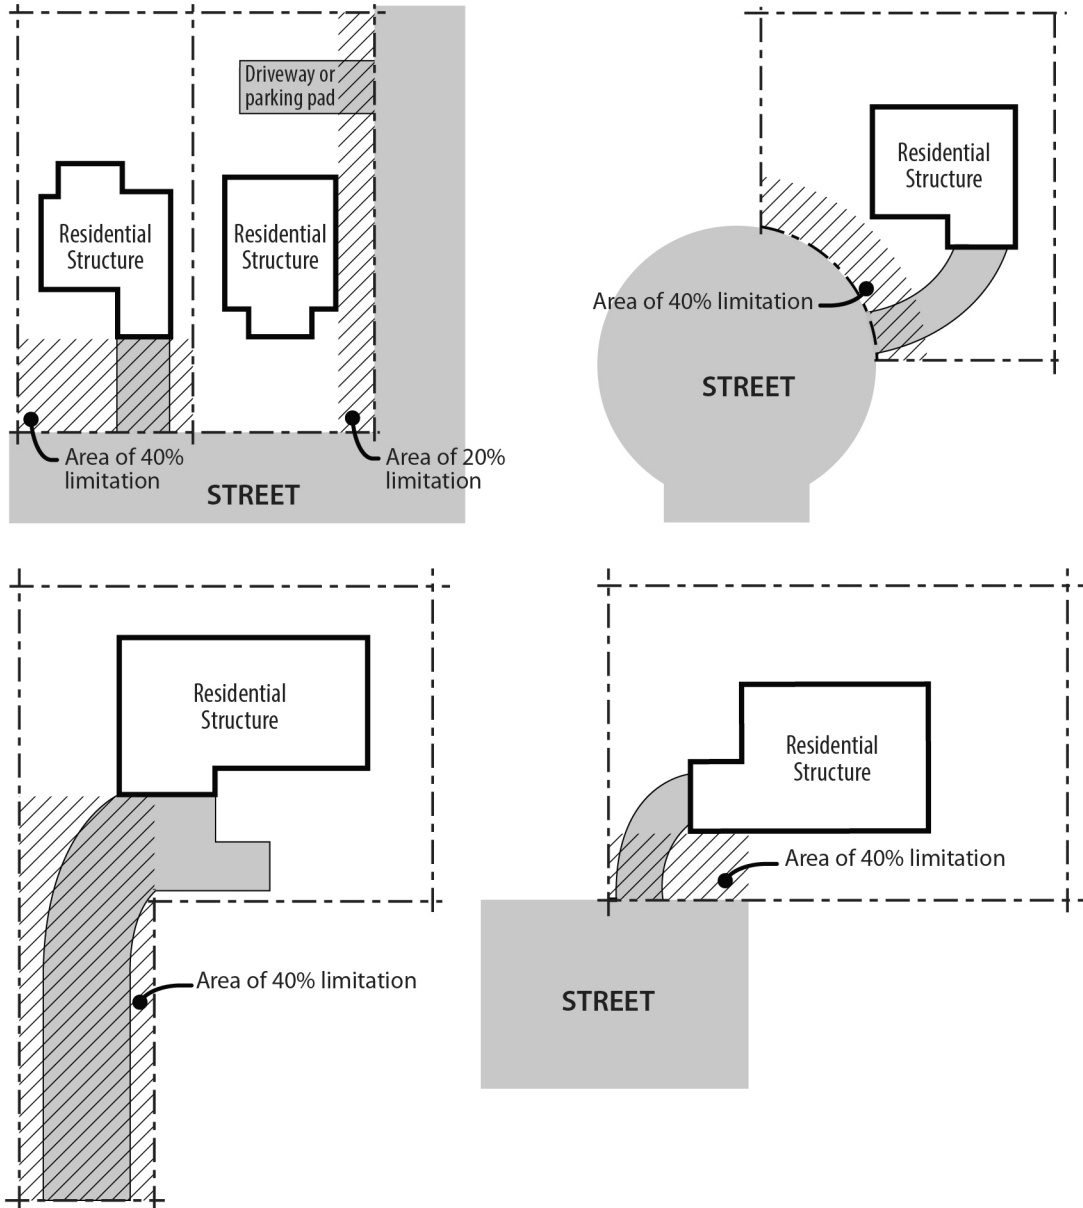 Driveway or
parking pad
Residential
Structure
Residential
Structure
Area of 40%
limitation
Area of 20%
limitation
STREET
Residential
Structure
Area of 40% limitation
STREET
Residential
Structure
Area of 40% limitation
Residential
Structure
Area of 40% limitation
STREET